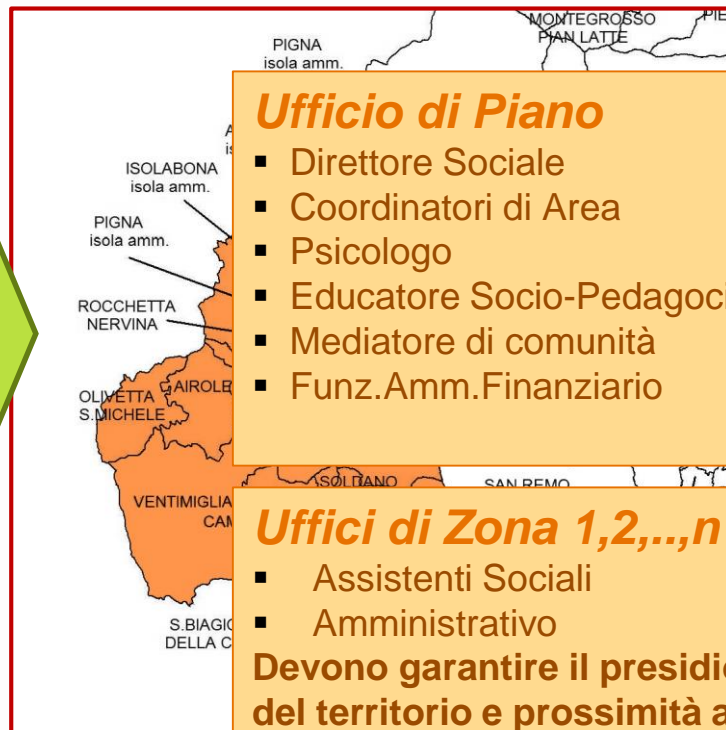 MONTEGROSSO
PIAN LATTE
PIGNA
isola amm.
Ufficio di Piano
▪ Direttore Sociale
▪ Coordinatori di Area
▪ Psicologo
▪ Educatore Socio-Pedagoci
▪ Mediatore di comunità
▪ Funz.Amm.Finanziario
ISOLABONA
isola amm.
PIGNA
isola amm.
ROCCHETTA
NERVINA
OLIVETTA
S.MICHELE
AIROLE
SOLDANO
SAN REMO
VENTIMIGLIA
CAM
Uffici di Zona 1,2,..,n
▪ Assistenti Sociali
▪ Amministrativo
Devono garantire il presidio
del territorio e prossimità a
S.BIAGIO
DELLA C